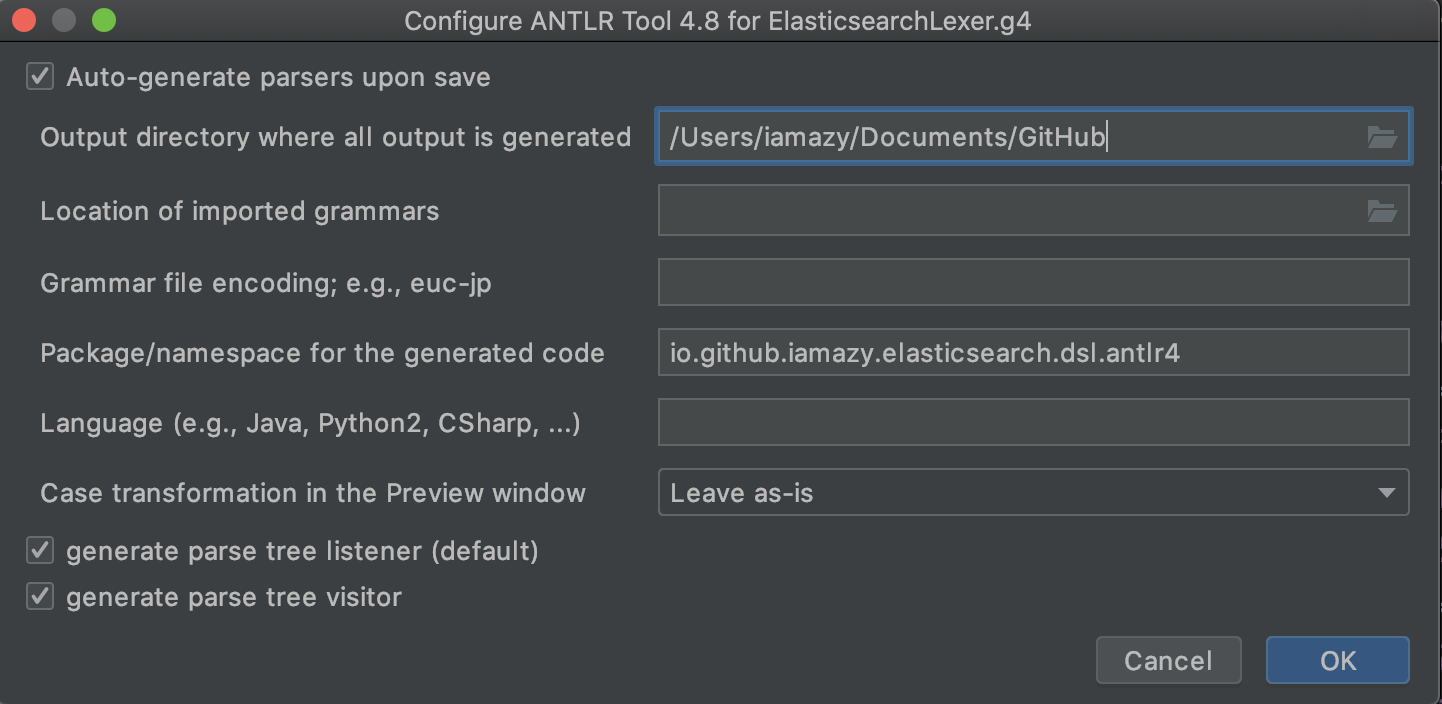 Configure ANTLR Tool 4.8 for ElasticsearchLexer.g4
Auto-generate parsers upon save
Output directory where all output is generated /Users/iamazy/Documents/GitHub
Location of imported grammars
Grammar file encoding; e.g., euc-jp
Package/namespace for the generated code io.github.iamazy.elasticsearch.dsl.antlr4
Language (e.g., Java, Python2, CSharp, ...)
Case transformation in the Preview window Leave as-is
generate parse tree listener (default)
generate parse tree visitor
Cancel OK